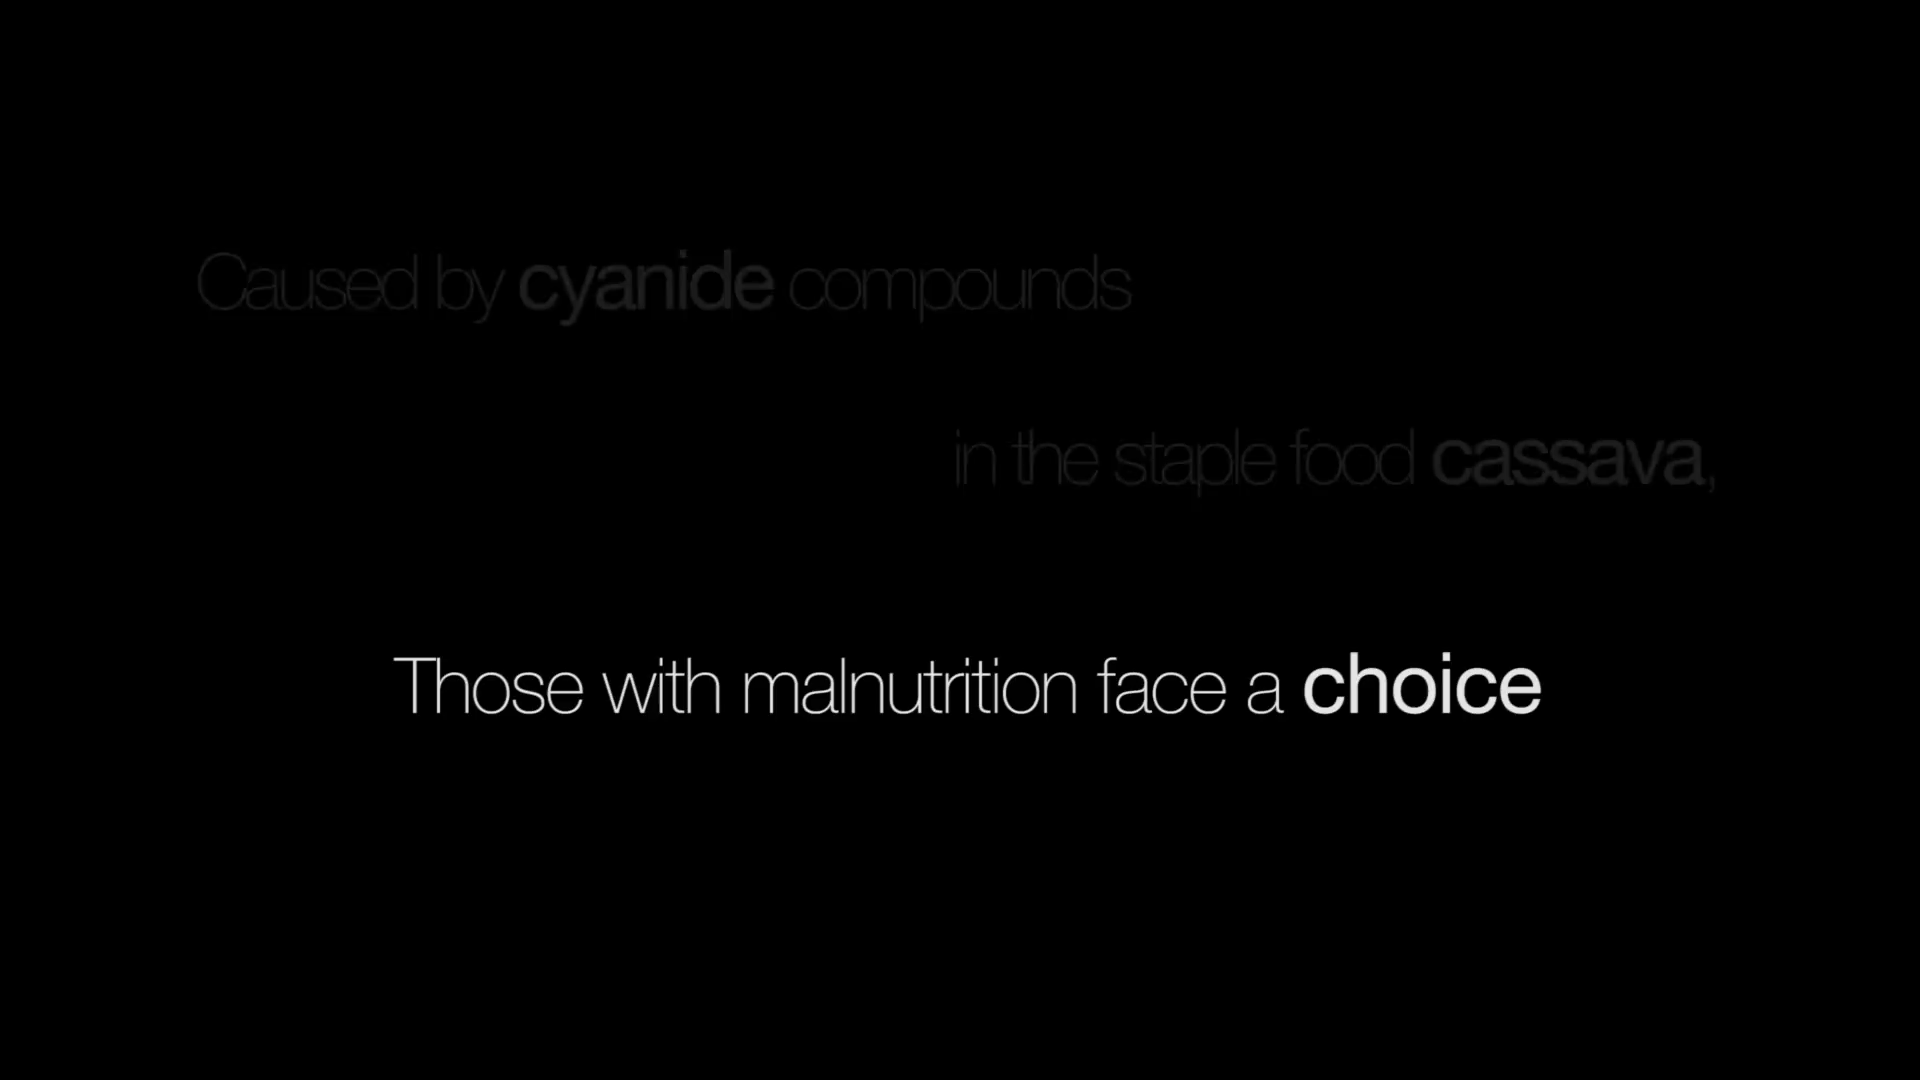 Caused by cyanide compounds
in the staple food cassava,
Those with malnutrition face a choice